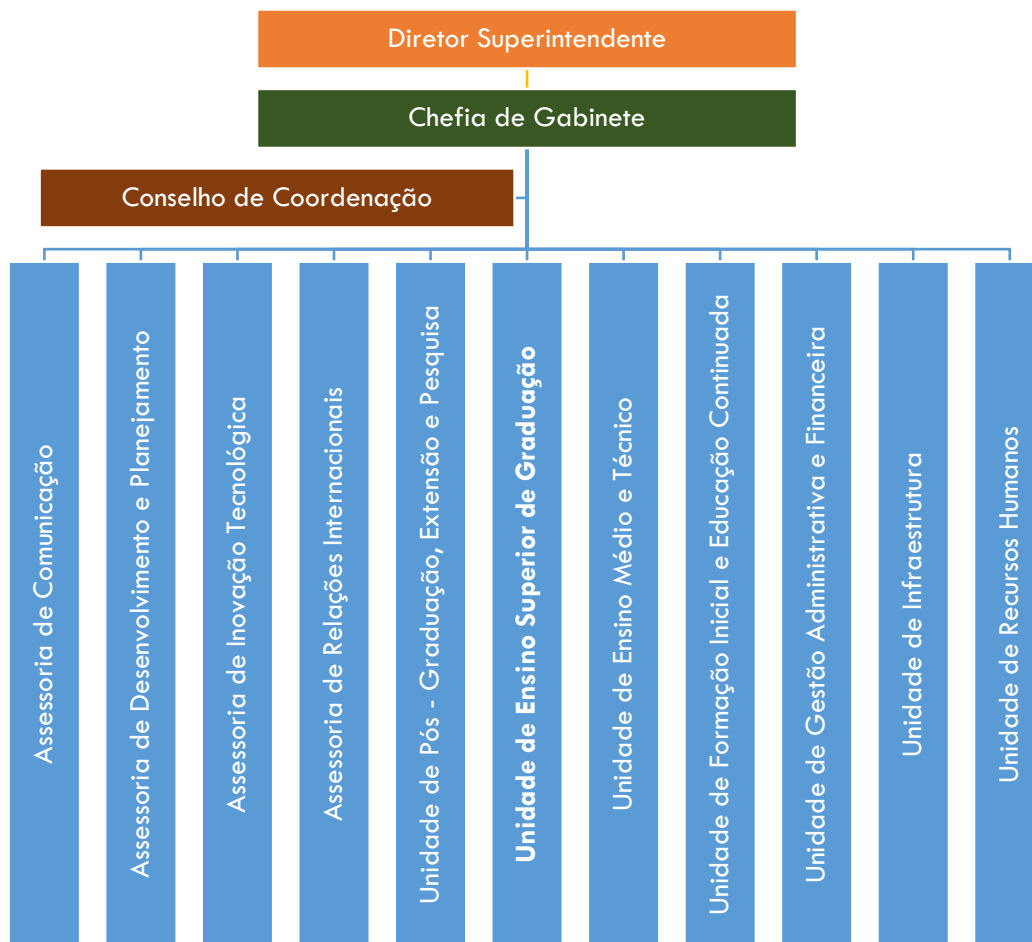 Diretor Superintendente
Chefia de Gabinete
Conselho de Coordenação
Assessoria de Comunicação
Assessoria de Desenvolvimento e Planejamento
Assessoria de Inovação Tecnológica
Assessoria de Relações Internacionais
Unidade de Pós - Graduação, Extensão e Pesquisa
Unidade de Ensino Superior de Graduação
Unidade de Ensino Médio e Técnico
Unidade de Formação Inicial e Educação Continuada
Unidade de Gestão Administrativa e Financeira
Unidade de Infraestrutura
Unidade de Recursos Humanos